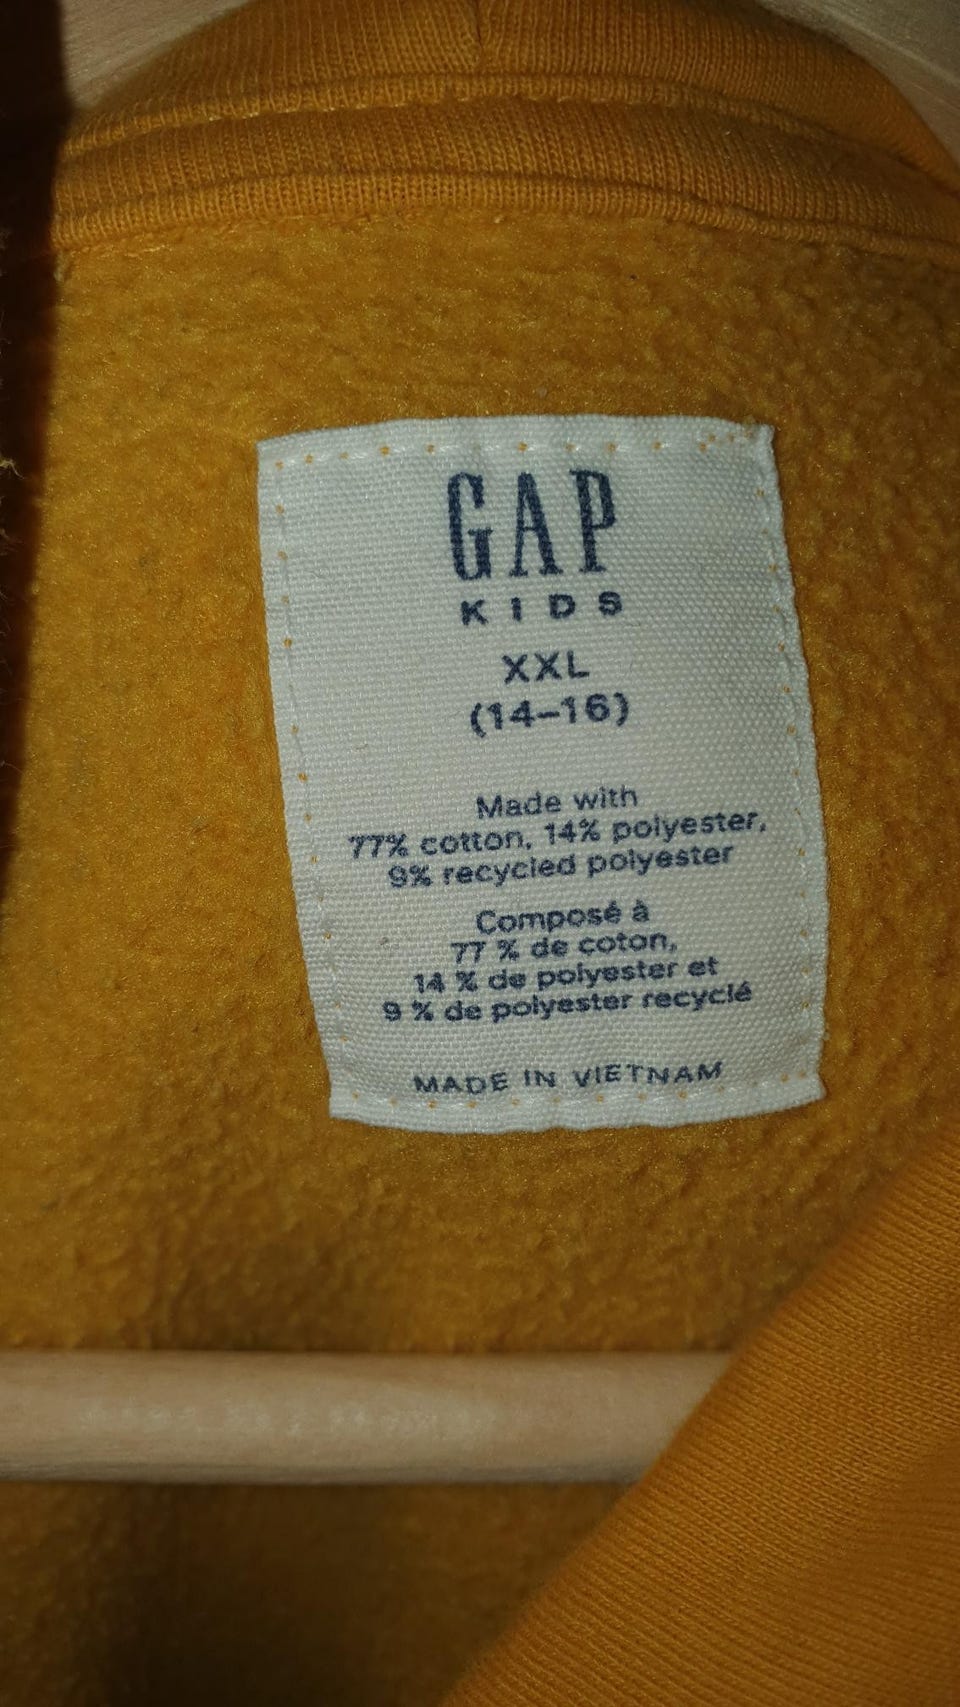 GAP
KIDS
XXL
(14–16)
Made with
77% cotton, 14% polyester,
9% recycled polyester
Composé à
77 % de coton,
14 % de polyester et
9 % de polyester recyclé
MADE IN VIETNAM